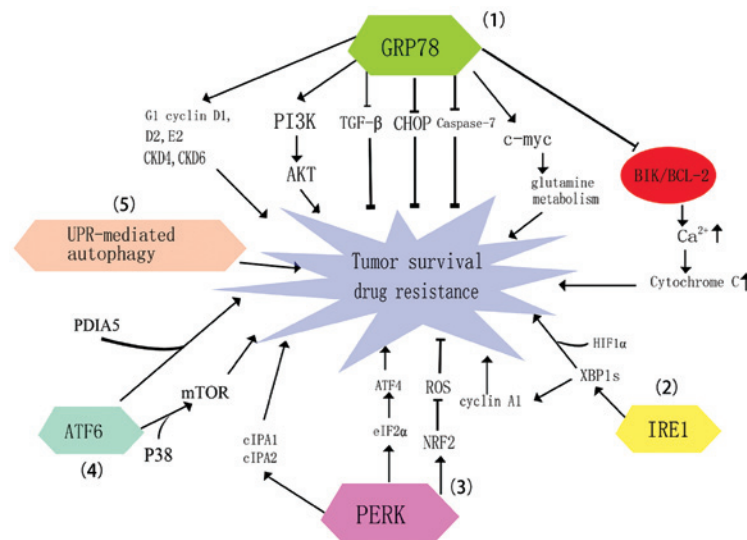 (1)
GRP78
G1 cyclin D1,
D2,E2
CKD4,CKD6
PI3K
AKT
TGF-β
CHOP
Caspase-7
c-myc
glutamine
metabolism
BIK/BCL-2
Ca²⁺
Cytochrome C
(5)
UPR-mediated
autophagy
Tumor survival
drug resistance
PDIA5
mTOR
ATF6
(4)
P38
cIPA1
cIPA2
ATF4
eIF2α
ROS
NRF2
cyclin A1
HIF1α
XBP1s
(2)
IRE1
(3)
PERK